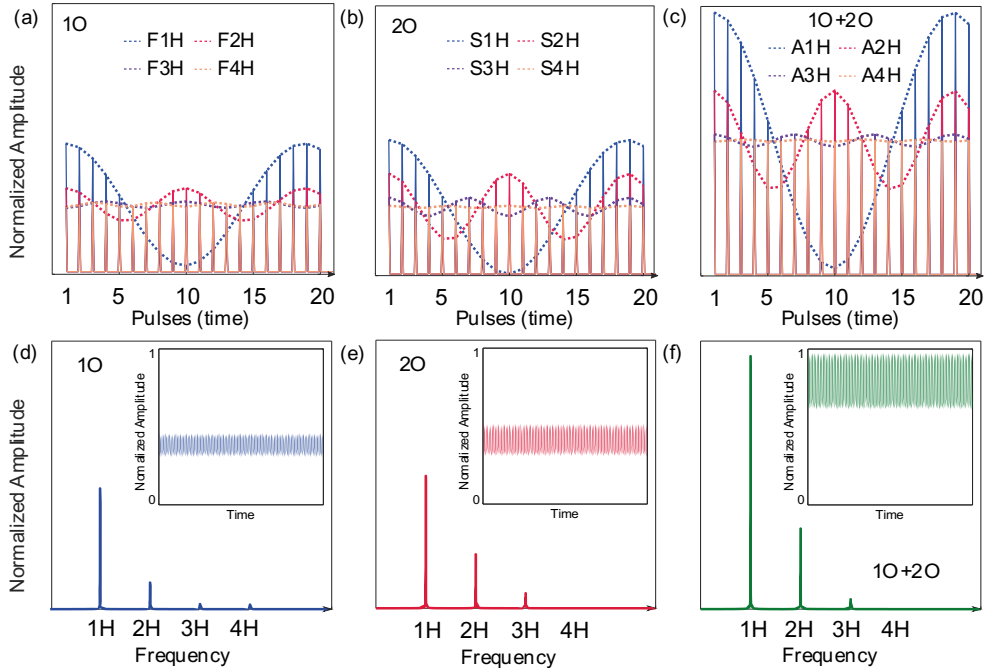 (a)
1O
F1H F2H
F3H F4H
Normalized Amplitude
1 5 10 15 20
Pulses (time)
(b)
2O
S1H S2H
S3H S4H
1 5 10 15 20
Pulses (time)
(c)
1O+2O
A1H A2H
A3H A4H
1 5 10 15 20
Pulses (time)
(d)
1O
Normalized Amplitude
1
Nomalized Amplitude
0
Time
1H 2H 3H 4H
Frequency
(e)
2O
1
Nomalized Amplitude
0
Time
1H 2H 3H 4H
Frequency
(f)
1
Nomalized Amplitude
0
Time
1O+2O
1H 2H 3H 4H
Frequency